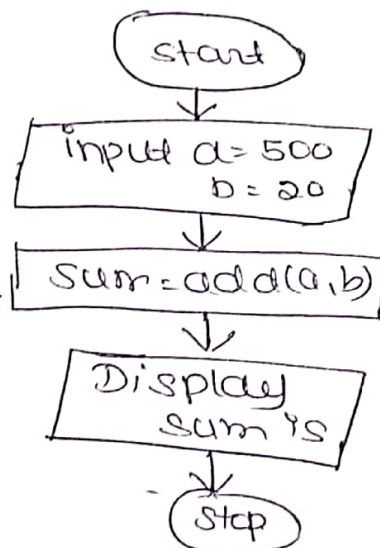 start
input a = 500
b = 20
sum = add(a, b)
Display
sum is
Stop